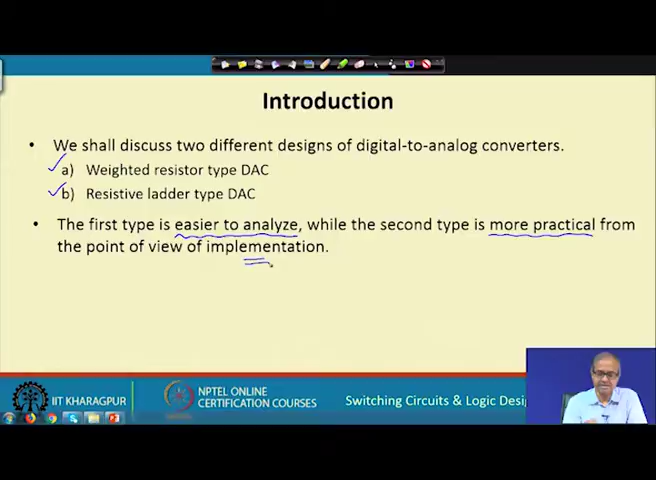 Introduction
• We shall discuss two different designs of digital-to-analog converters.
a) Weighted resistor type DAC
b) Resistive ladder type DAC
• The first type is easier to analyze, while the second type is more practical from
the point of view of implementation.
IIT KHARAGPUR
NPTEL ONLINE
CERTIFICATION COURSES
Switching Circuits & Logic Desig